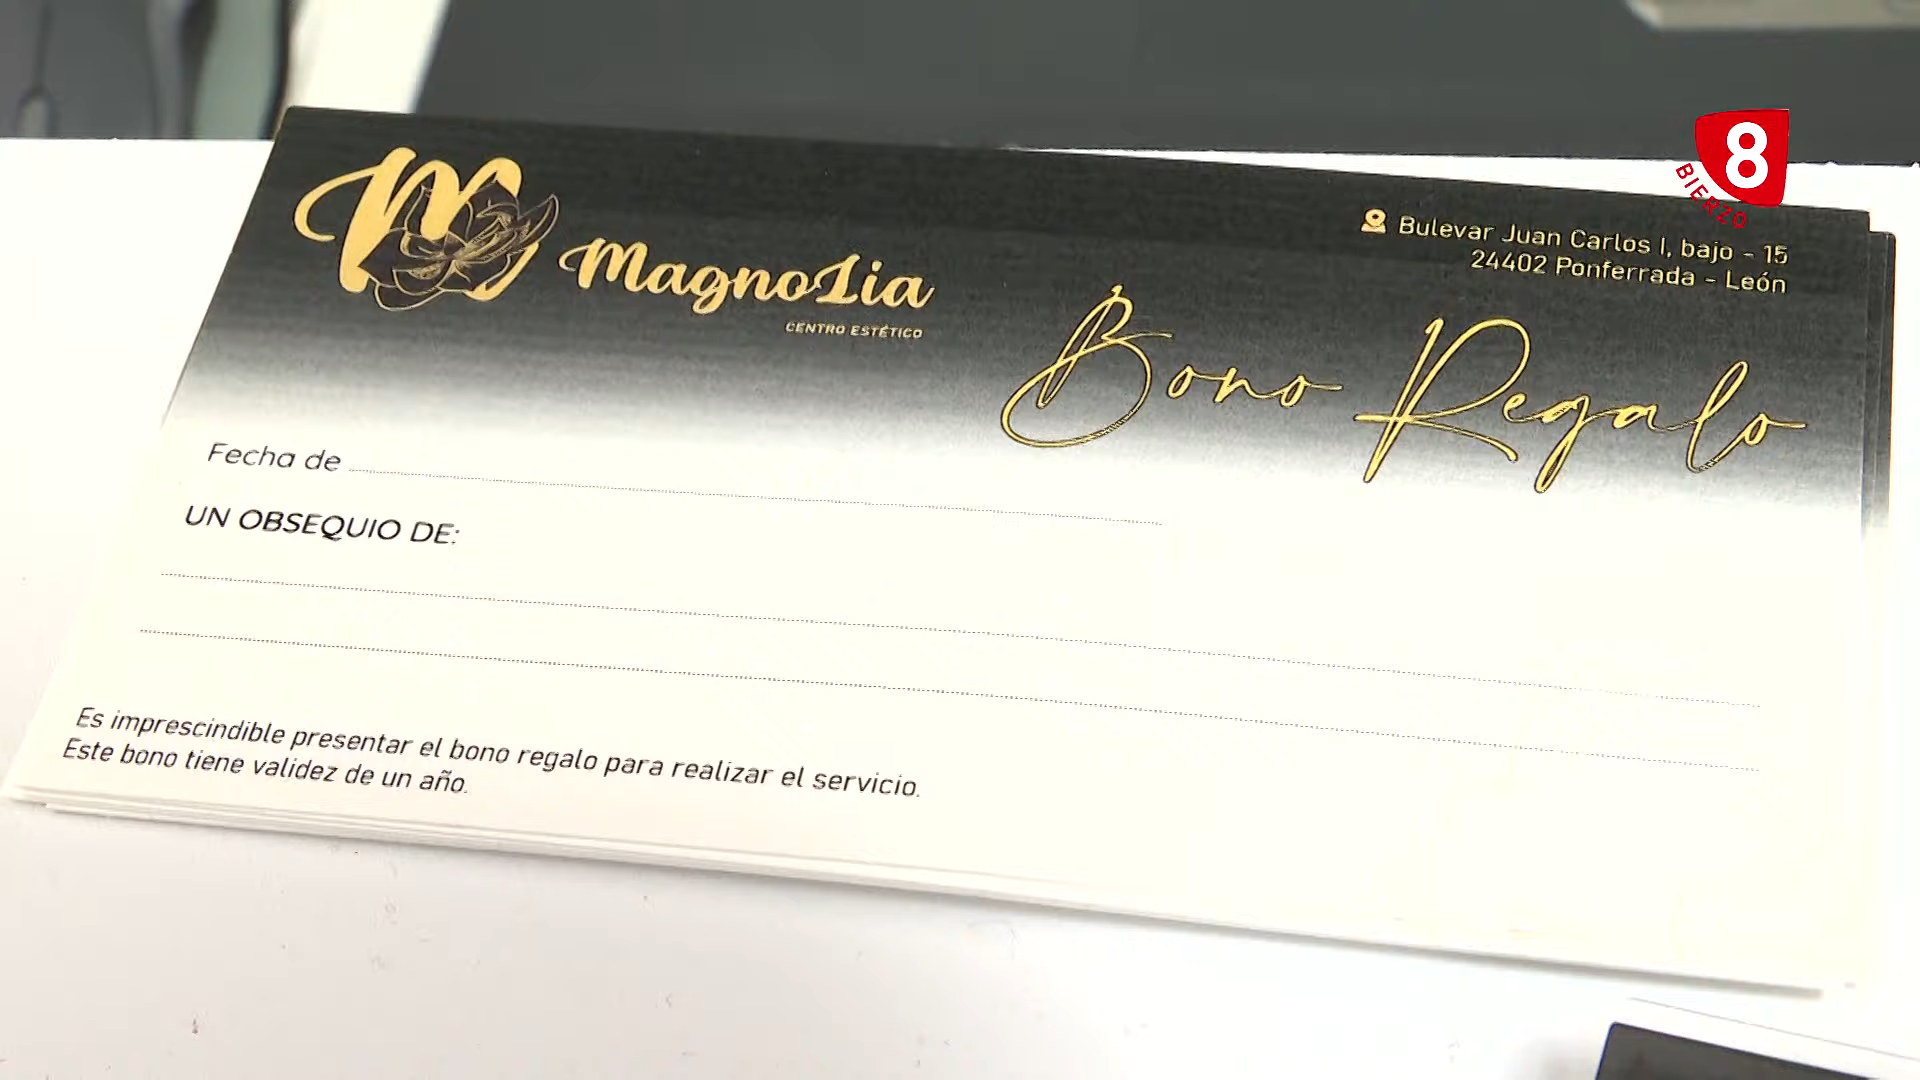 8
BIERZO
Magnolia
CENTRO ESTÉTICO
Bulevar Juan Carlos I, bajo - 15
24402 Ponferrada - León
Bono Regalo
Fecha de
UN OBSEQUIO DE:
Es imprescindible presentar el bono regalo para realizar el servicio.
Este bono tiene validez de un año.